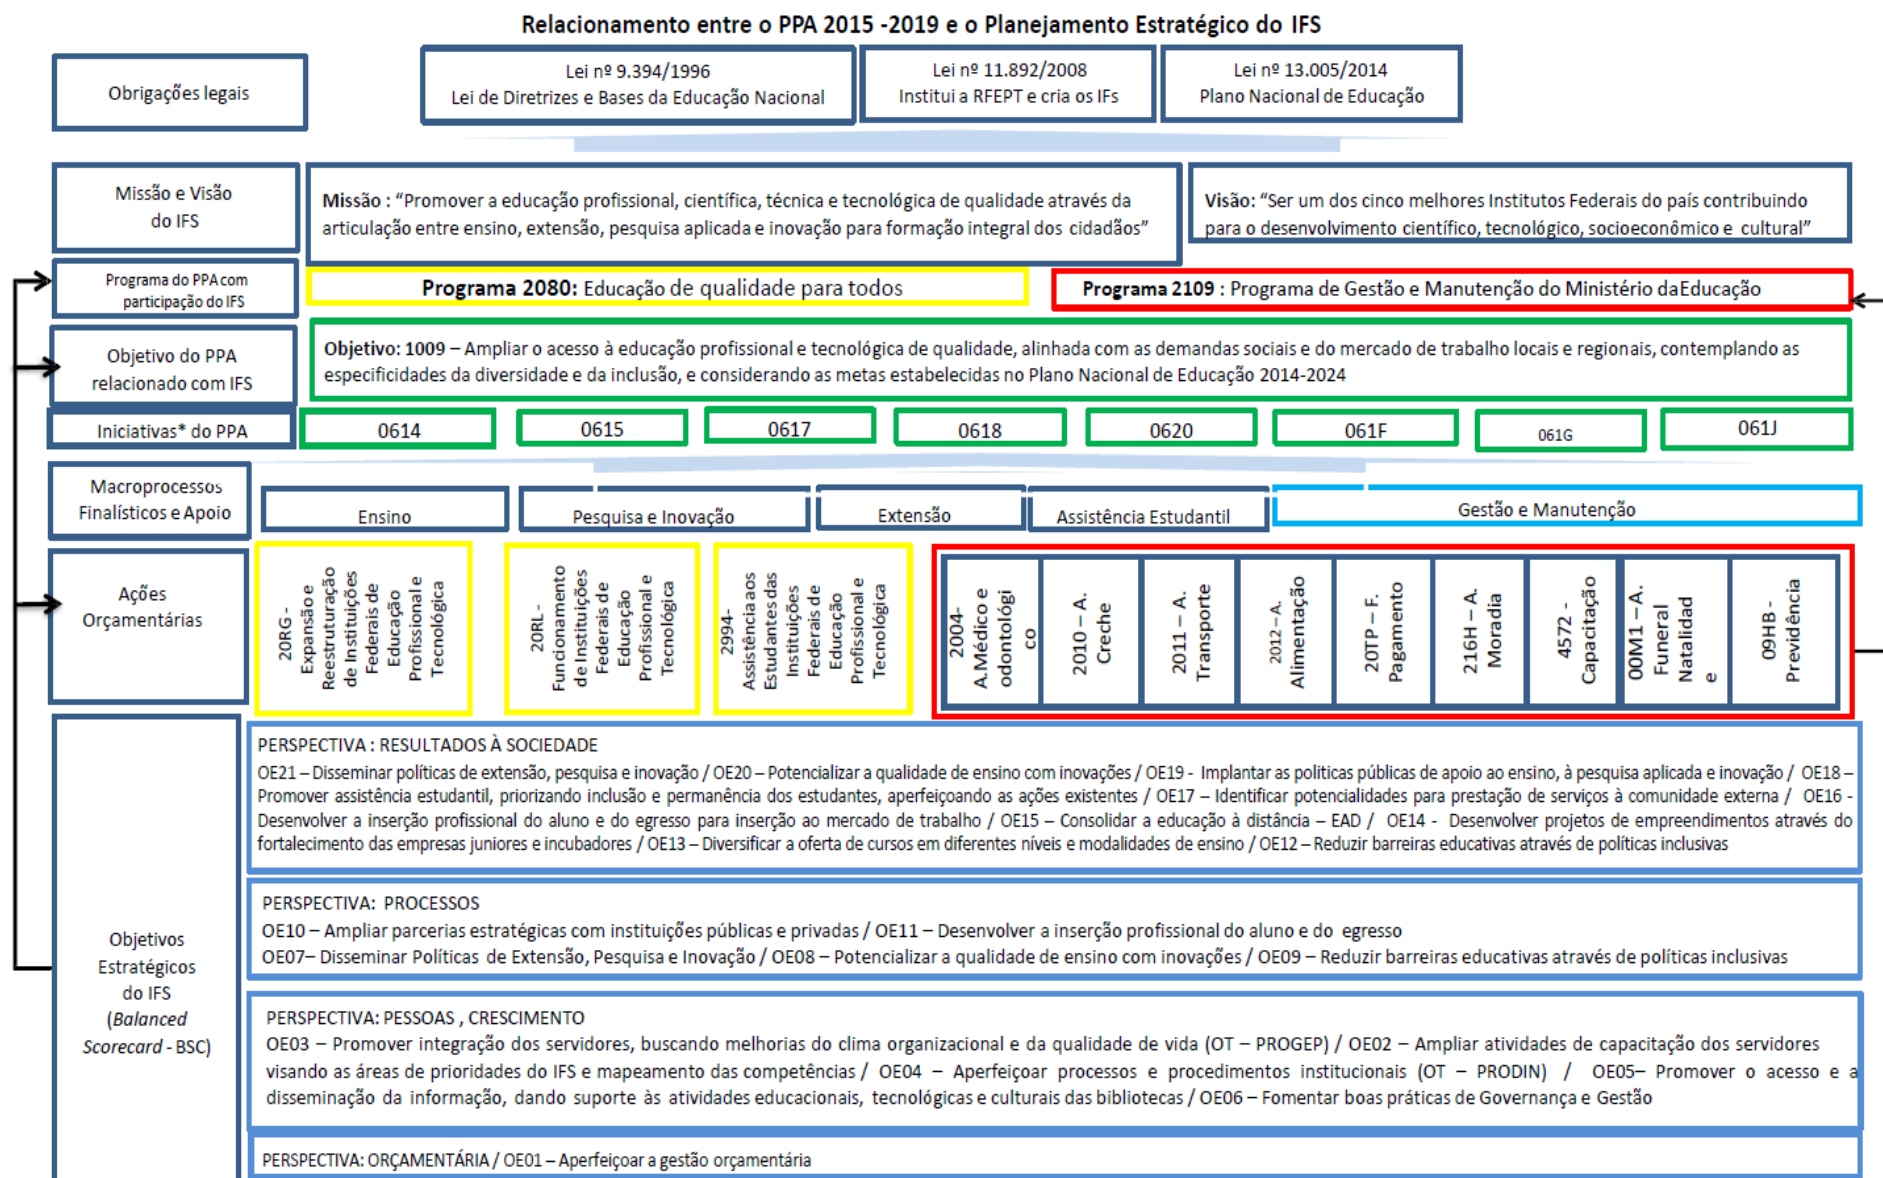 Relacionamento entre o PPA 2015 -2019 e o Planejamento Estratégico do IFS
Obrigações legais
Lei nº 9.394/1996
Lei de Diretrizes e Bases da Educação Nacional
Lei nº 11.892/2008
Institui a RFEPT e cria os IFs
Lei nº 13.005/2014
Plano Nacional de Educação
Missão e Visão
do IFS
Missão : “Promover a educação profissional, científica, técnica e tecnológica de qualidade através da
articulação entre ensino, extensão, pesquisa aplicada e inovação para formação integral dos cidadãos”
Visão: “Ser um dos cinco melhores Institutos Federais do país contribuindo
para o desenvolvimento científico, tecnológico, socioeconômico e cultural”
Programa do PPA com
participação do IFS
Programa 2080: Educação de qualidade para todos
Programa 2109 : Programa de Gestão e Manutenção do Ministério daEducação
Objetivo do PPA
relacionado com IFS
Objetivo: 1009 – Ampliar o acesso à educação profissional e tecnológica de qualidade, alinhada com as demandas sociais e do mercado de trabalho locais e regionais, contemplando as
especificidades da diversidade e da inclusão, e considerando as metas estabelecidas no Plano Nacional de Educação 2014-2024
Iniciativas* do PPA
0614
0615
0617
0618
0620
061F
061G
061J
Macroprocessos
Finalísticos e Apoio
Ensino
Pesquisa e Inovação
Extensão
Assistência Estudantil
Gestão e Manutenção
Ações
Orçamentárias
20RG -
Expansão e
Reestruturação
de Instituições
Federais de
Educação
Profissional e
Tecnológica
20RL -
Funcionamento
de Instituições
Federais de
Educação
Profissional e
Tecnológica
2994-
Assistência aos
Estudantes das
Instituições
Federais de
Educação
Profissional e
Tecnológica
2004-
A.Médico e
odontológi
co
2010 – A.
Creche
2011 – A.
Transporte
2012 – A.
Alimentação
20TP – F.
Pagamento
216H – A.
Moradia
4572 -
Capacitação
00M1 – A.
Funeral
Natalidad
e
09HB -
Previdência
Objetivos
Estratégicos
do IFS
(Balanced
Scorecard - BSC)
PERSPECTIVA : RESULTADOS À SOCIEDADE
OE21 – Disseminar políticas de extensão, pesquisa e inovação / OE20 – Potencializar a qualidade de ensino com inovações / OE19 - Implantar as politicas públicas de apoio ao ensino, à pesquisa aplicada e inovação / OE18 –
Promover assistência estudantil, priorizando inclusão e permanência dos estudantes, aperfeiçoando as ações existentes / OE17 – Identificar potencialidades para prestação de serviços à comunidade externa / OE16 -
Desenvolver a inserção profissional do aluno e do egresso para inserção ao mercado de trabalho / OE15 – Consolidar a educação à distância – EAD / OE14 - Desenvolver projetos de empreendimentos através do
fortalecimento das empresas juniores e incubadores / OE13 – Diversificar a oferta de cursos em diferentes níveis e modalidades de ensino / OE12 – Reduzir barreiras educativas através de políticas inclusivas
PERSPECTIVA: PROCESSOS
OE10 – Ampliar parcerias estratégicas com instituições públicas e privadas / OE11 – Desenvolver a inserção profissional do aluno e do egresso
OE07– Disseminar Políticas de Extensão, Pesquisa e Inovação / OE08 – Potencializar a qualidade de ensino com inovações / OE09 – Reduzir barreiras educativas através de políticas inclusivas
PERSPECTIVA: PESSOAS , CRESCIMENTO
OE03 – Promover integração dos servidores, buscando melhorias do clima organizacional e da qualidade de vida (OT – PROGEP) / OE02 – Ampliar atividades de capacitação dos servidores
visando as áreas de prioridades do IFS e mapeamento das competências / OE04 – Aperfeiçoar processos e procedimentos institucionais (OT – PRODIN) / OE05– Promover o acesso e a
disseminação da informação, dando suporte às atividades educacionais, tecnológicas e culturais das bibliotecas / OE06 – Fomentar boas práticas de Governança e Gestão
PERSPECTIVA: ORÇAMENTÁRIA / OE01 – Aperfeiçoar a gestão orçamentária